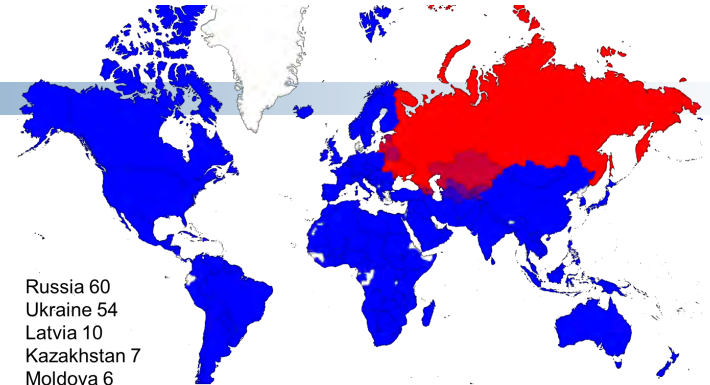 Russia 60
Ukraine 54
Latvia 10
Kazakhstan 7
Moldova 6